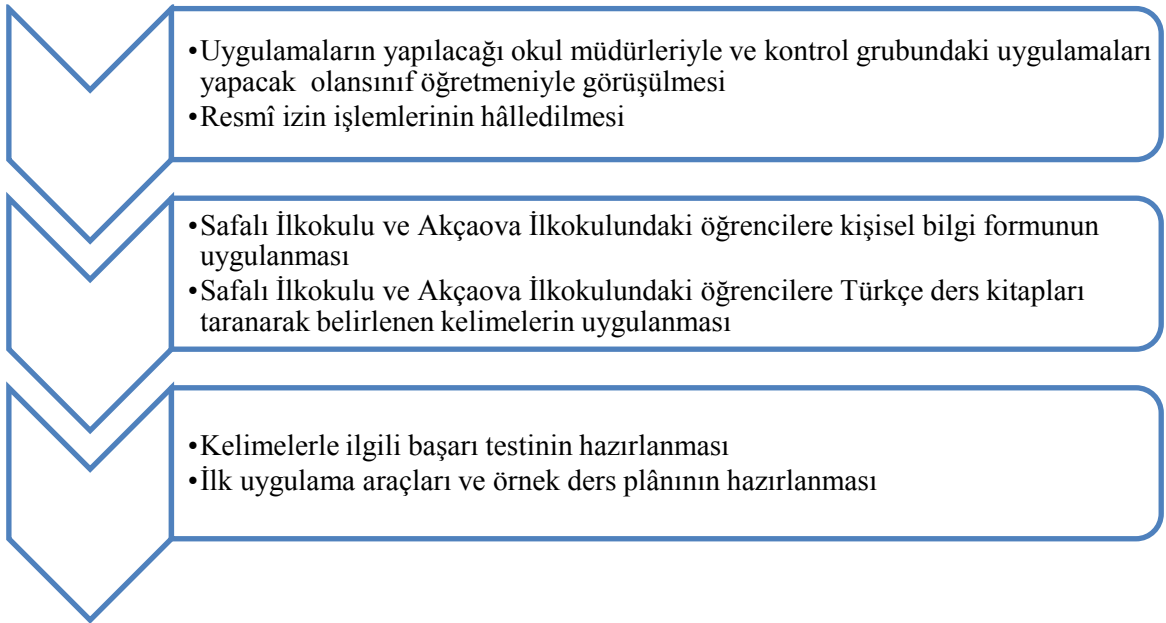 •Uygulamaların yapılacağı okul müdürleriyle ve kontrol grubundaki uygulamaları
yapacak olansınıf öğretmeniyle görüşülmesi
•Resmî izin işlemlerinin hâlledilmesi
•Safalı İlkokulu ve Akçaova İlkokulundaki öğrencilere kişisel bilgi formunun
uygulanması
•Safalı İlkokulu ve Akçaova İlkokulundaki öğrencilere Türkçe ders kitapları
taranarak belirlenen kelimelerin uygulanması
•Kelimelerle ilgili başarı testinin hazırlanması
•İlk uygulama araçları ve örnek ders plânının hazırlanması